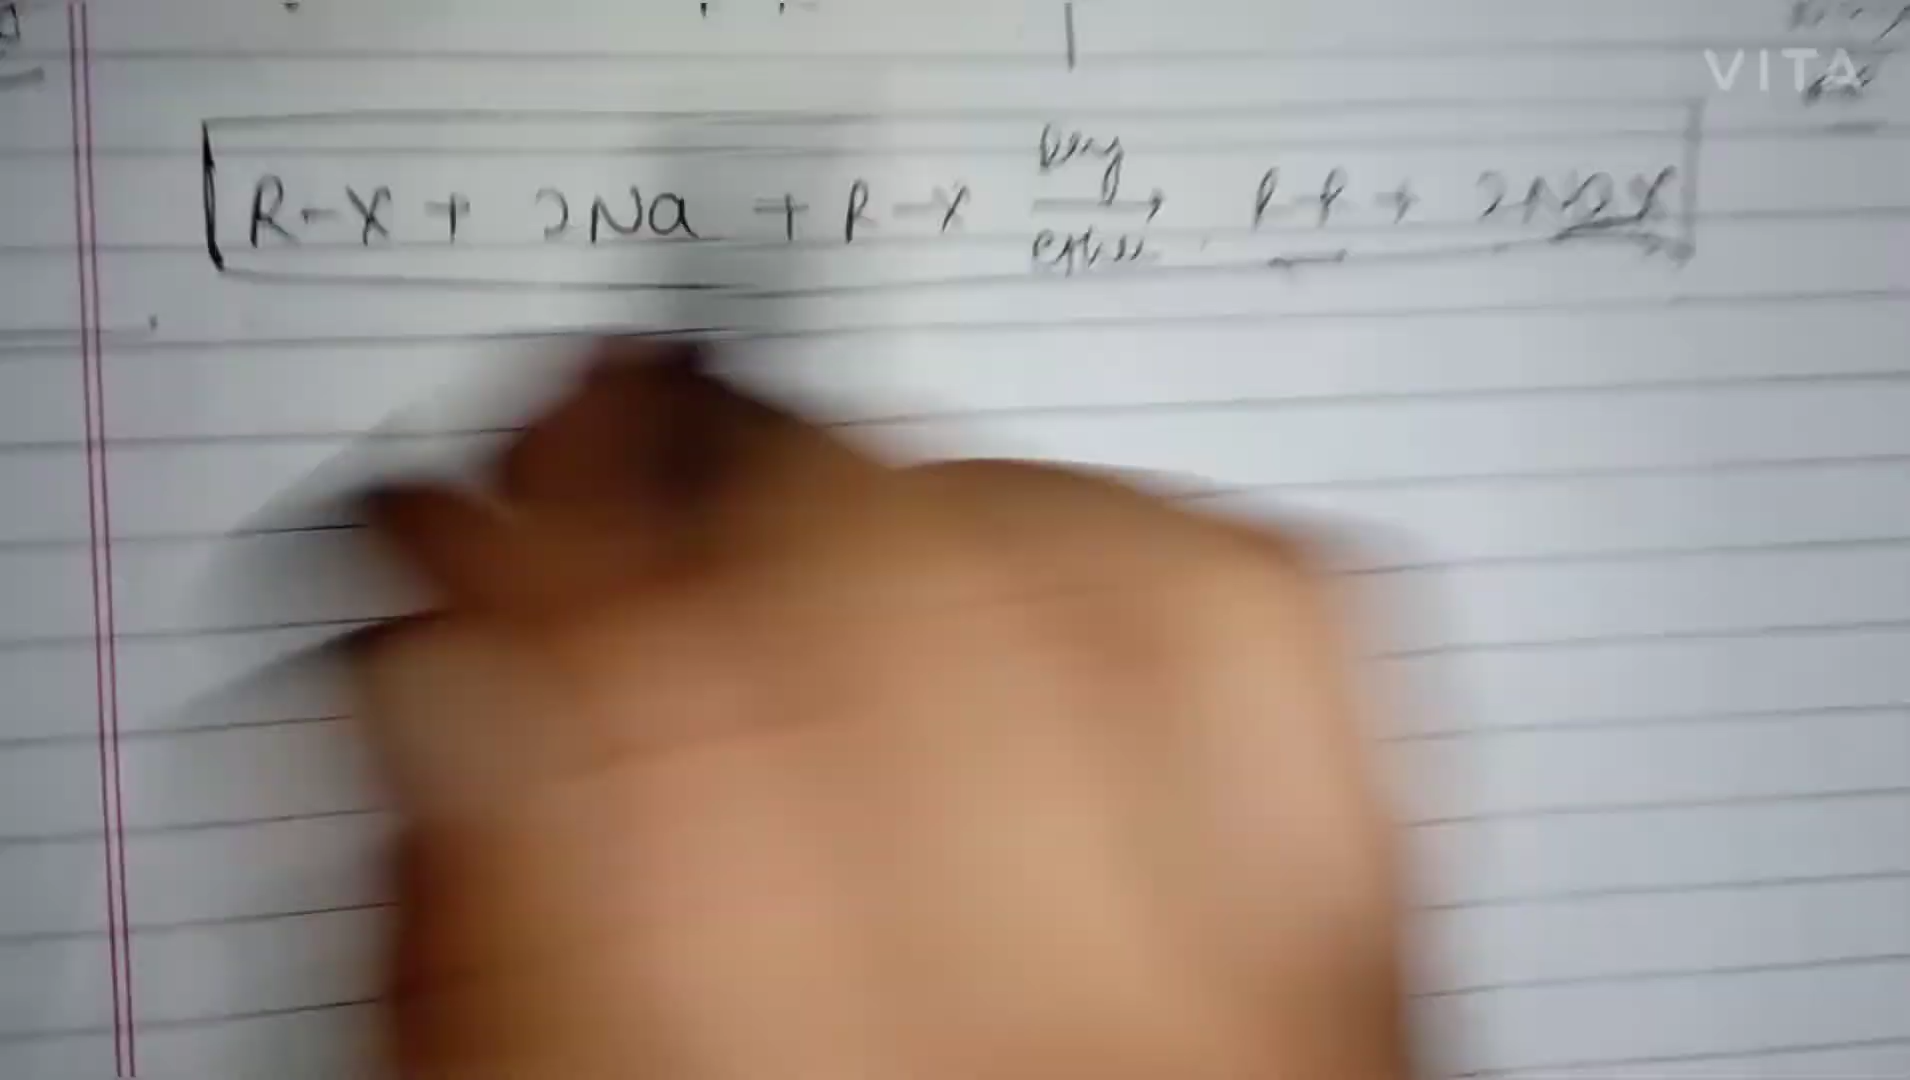 VITA
R-X + 2Na + R-X Dry ether → R-R + 2NaX